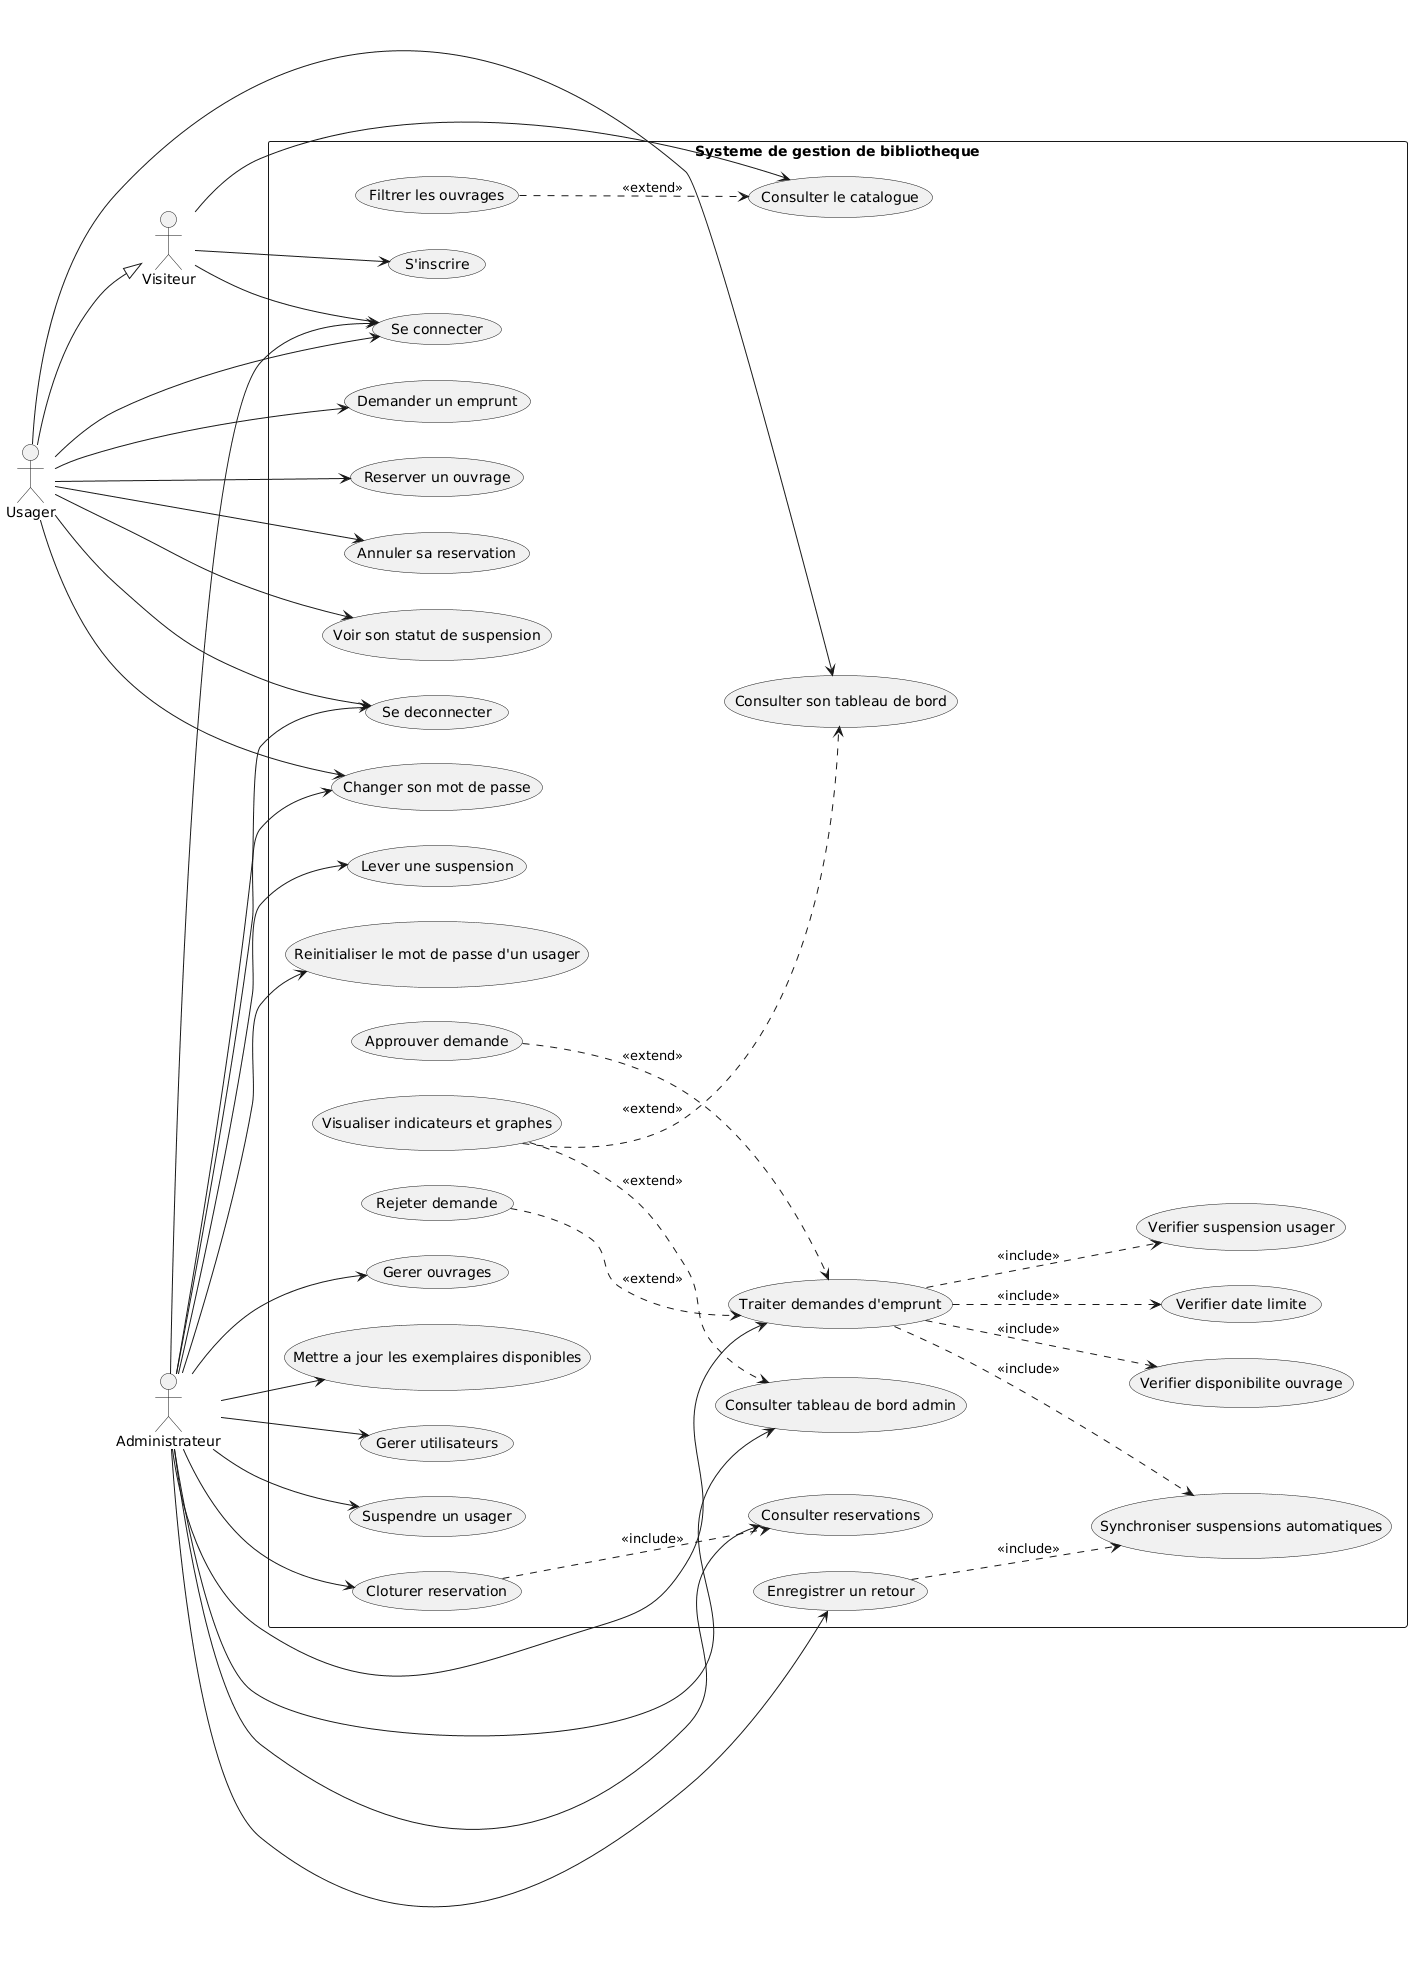 Systeme de gestion de bibliotheque
Filtrer les ouvrages
«extend»
Consulter le catalogue
Visiteur
S'inscrire
Se connecter
Demander un emprunt
Usager
Reserver un ouvrage
Annuler sa reservation
Voir son statut de suspension
Consulter son tableau de bord
Se deconnecter
Changer son mot de passe
Lever une suspension
Reinitialiser le mot de passe d'un usager
Approuver demande
«extend»
Visualiser indicateurs et graphes
«extend»
«extend»
Rejeter demande
«extend»
Verifier suspension usager
«include»
Gerer ouvrages
Traiter demandes d'emprunt
«include»
Verifier date limite
«include»
Mettre a jour les exemplaires disponibles
«include»
Verifier disponibilite ouvrage
Consulter tableau de bord admin
Administrateur
Gerer utilisateurs
Suspendre un usager
Consulter reservations
«include»
Synchroniser suspensions automatiques
«include»
Cloturer reservation
Enregistrer un retour